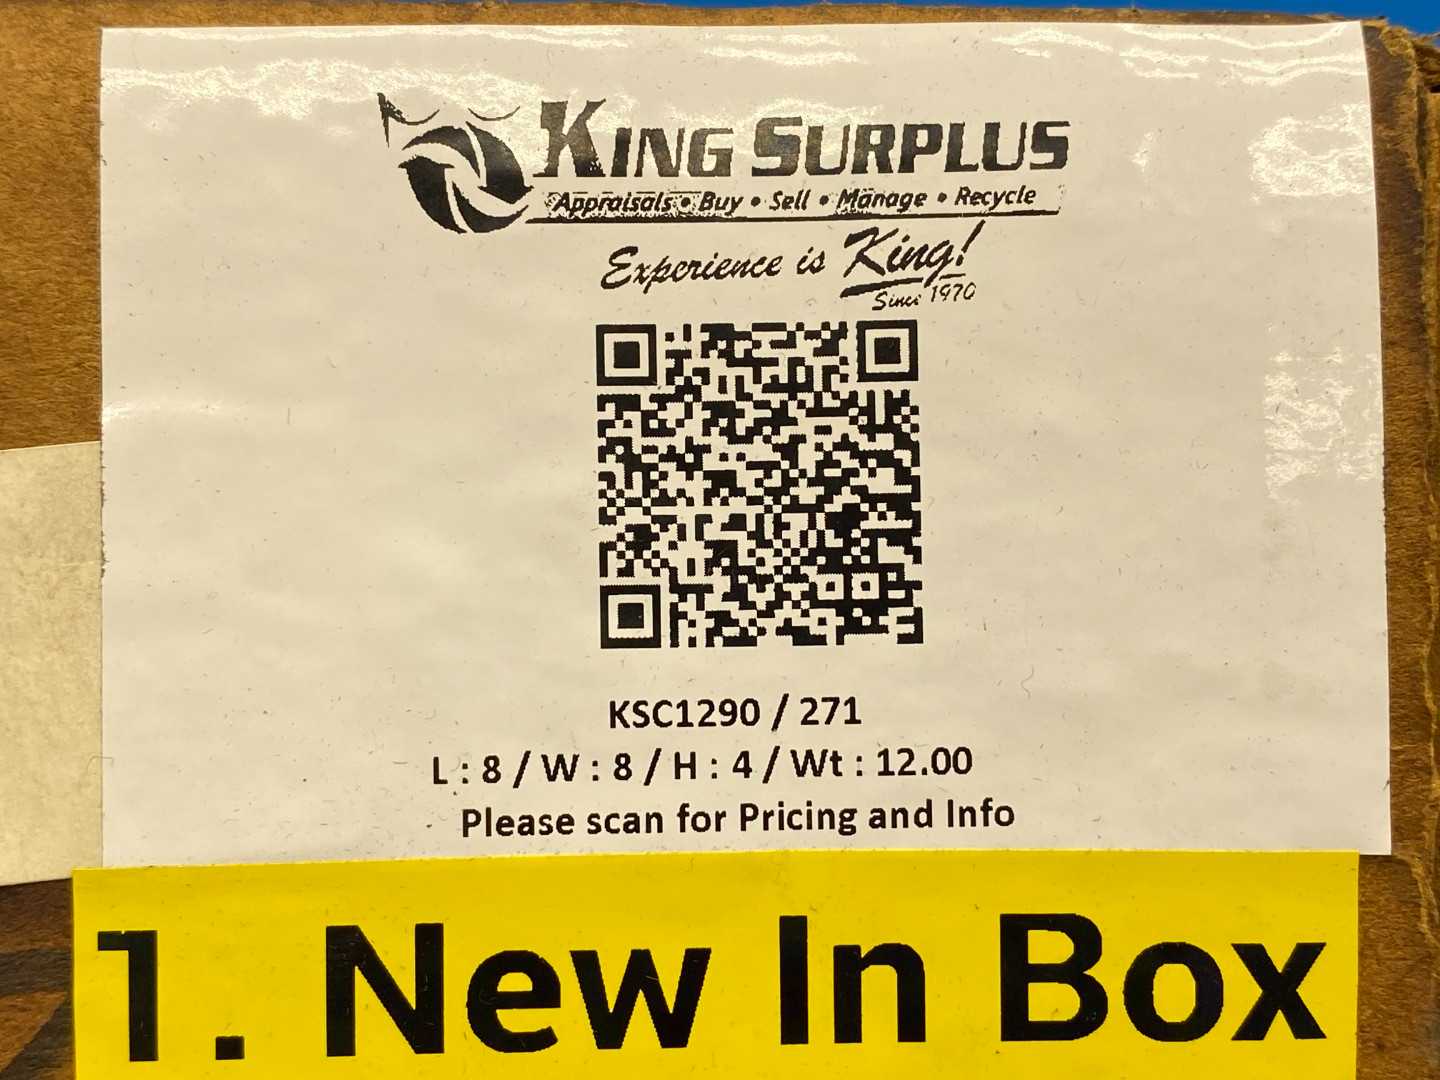 KING SURPLUS
Appraisals • Buy • Sell • Manage • Recycle
Experience is King!
Since 1970
KSC1290 / 271
L : 8 / W : 8 / H : 4 / Wt : 12.00
Please scan for Pricing and Info
1. New In Box